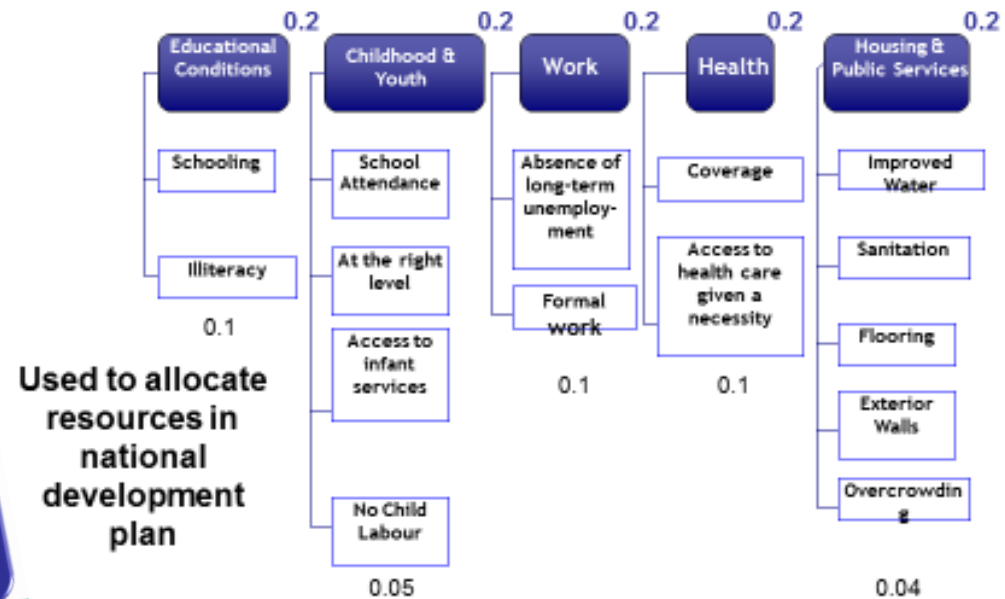 0.2
Educational
Conditions
0.2
Childhood &
Youth
0.2
Work
0.2
Health
0.2
Housing &
Public Services
Schooling
Illiteracy
0.1
School
Attendance
At the right
level
Access to
infant
services
No Child
Labour
0.05
Absence of
long-term
unemploy-
ment
Formal
work
0.1
Coverage
Access to
health care
given a
necessity
0.1
Improved
Water
Sanitation
Flooring
Exterior
Walls
Overcrowdin
g
0.04
Used to allocate
resources in
national
development
plan